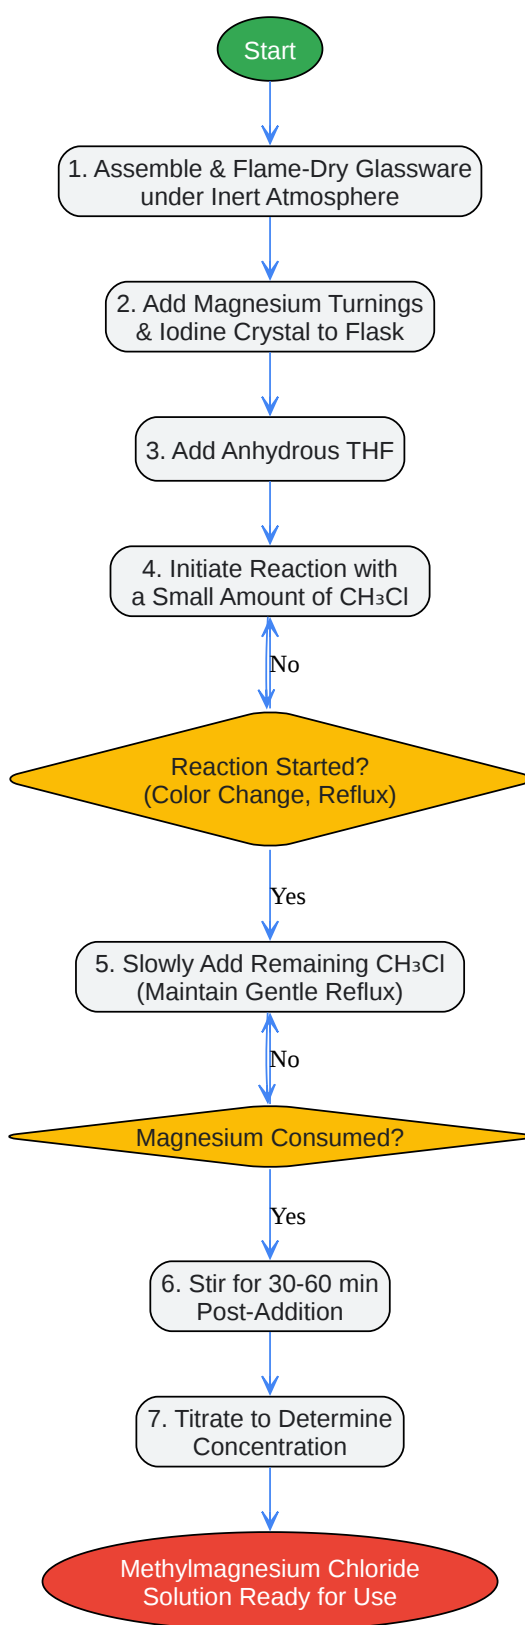 Start
1. Assemble & Flame-Dry Glassware
under Inert Atmosphere
2. Add Magnesium Turnings
& Iodine Crystal to Flask
3. Add Anhydrous THF
4. Initiate Reaction with
a Small Amount of CH₃Cl
No
Reaction Started?
(Color Change, Reflux)
Yes
5. Slowly Add Remaining CH₃Cl
(Maintain Gentle Reflux)
No
Magnesium Consumed?
Yes
6. Stir for 30-60 min
Post-Addition
7. Titrate to Determine
Concentration
Methylmagnesium Chloride
Solution Ready for Use